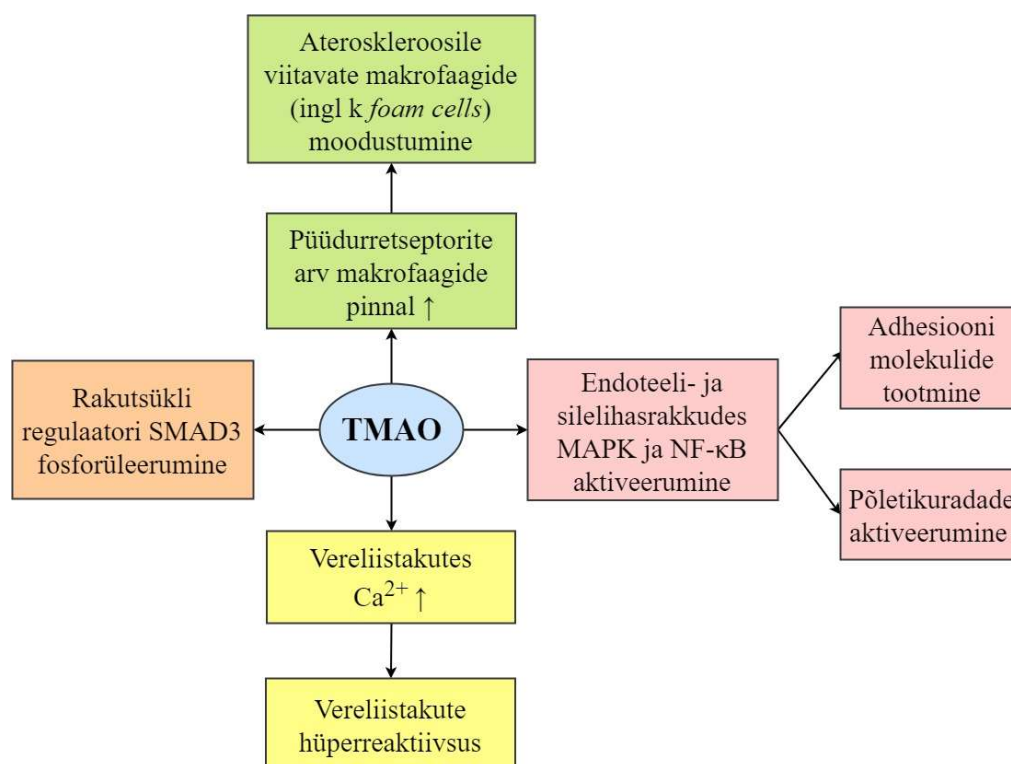 Ateroskleroosile
viitavate makrofaagide
(ingl k foam cells)
moodustumine
Püüdurretseptorite
arv makrofaagide
pinnal ↑
Rakutsükli
regulaatori SMAD3
fosforüleerumine
TMAO
Endoteeli- ja
silelihasrakkudes
MAPK ja NF-κB
aktiveerumine
Adhesiooni
molekulide
tootmine
Põletikuradade
aktiveerumine
Vereliistakutes
Ca²⁺ ↑
Vereliistakute
hüperreaktiivsus